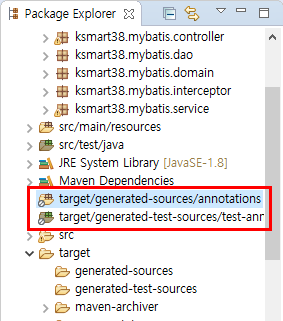 Package Explorer
ksmart38.mybatis.controller
ksmart38.mybatis.dao
ksmart38.mybatis.domain
ksmart38.mybatis.interceptor
ksmart38.mybatis.service
src/main/resources
src/test/java
JRE System Library [JavaSE-1.8]
Maven Dependencies
target/generated-sources/annotations
target/generated-test-sources/test-ann
src
target
generated-sources
generated-test-sources
maven-archiver